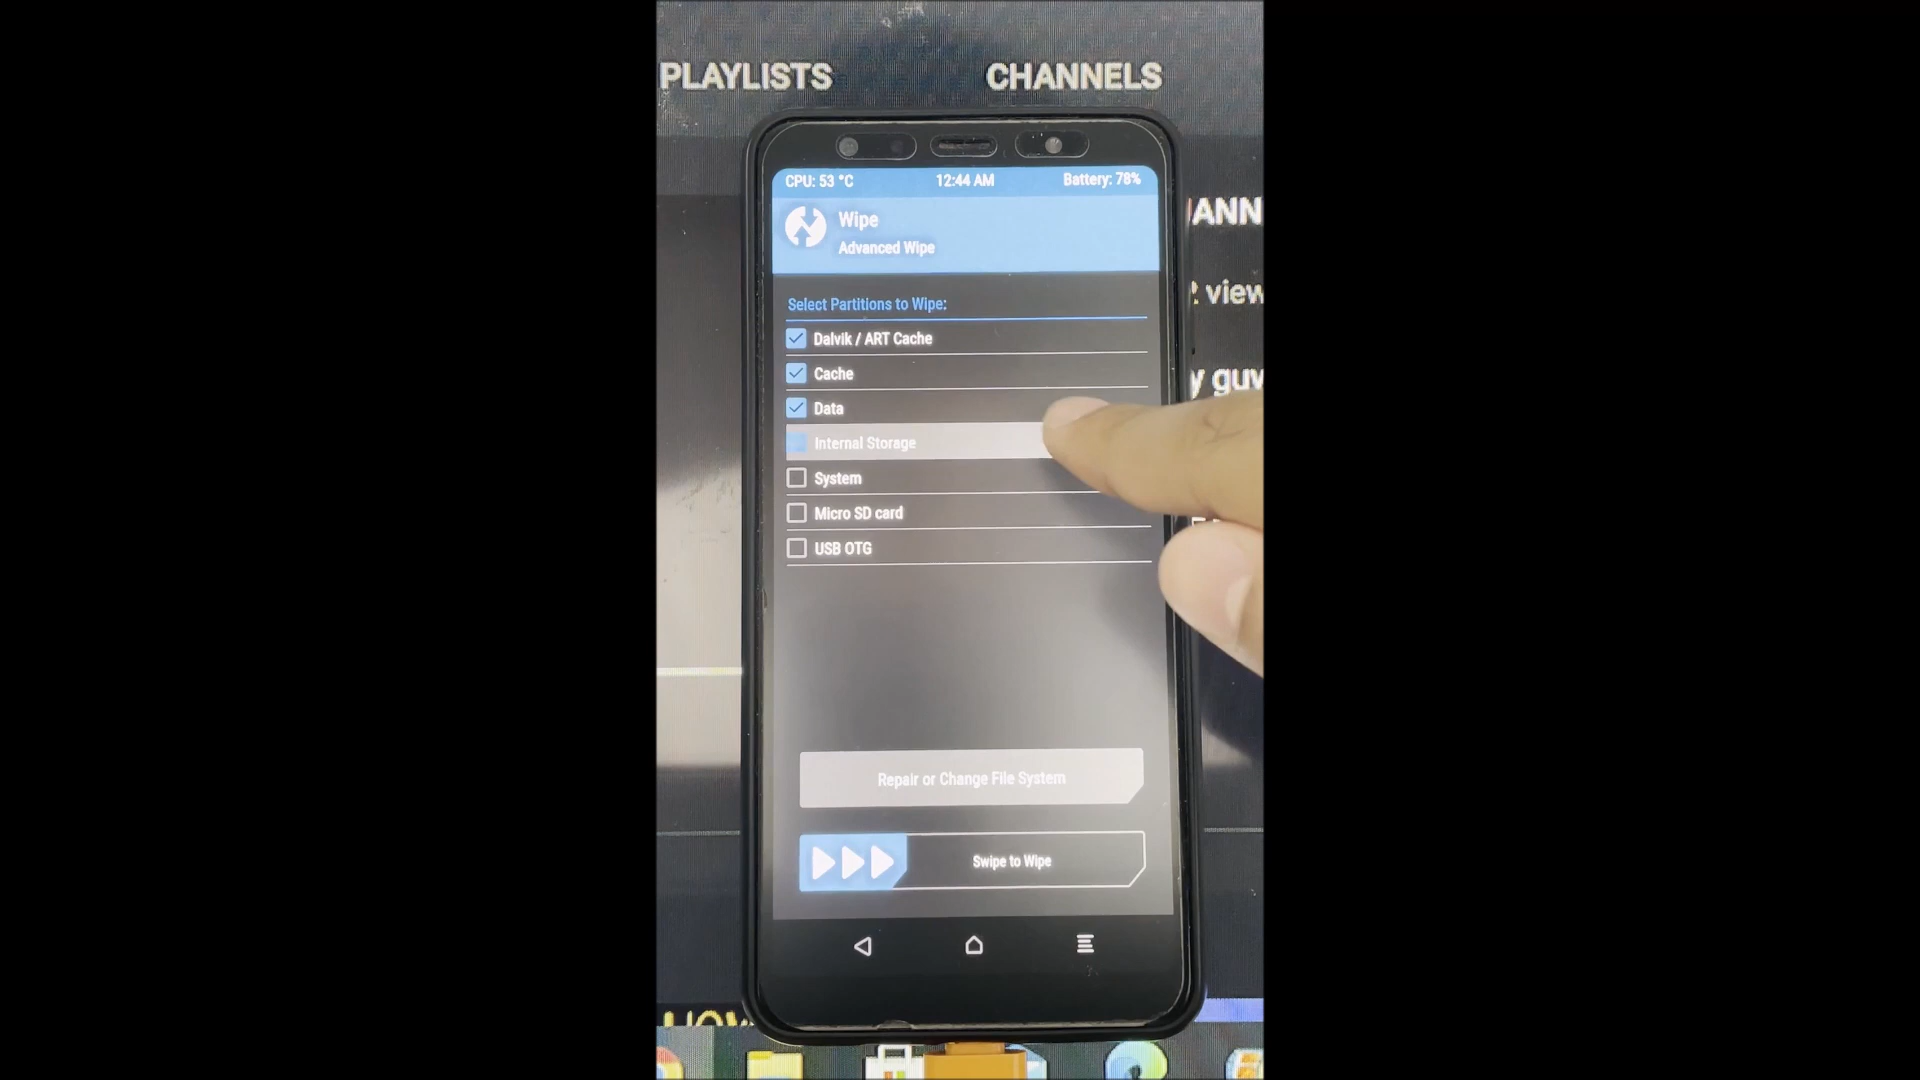 PLAYLISTS CHANNELS
CPU: 53 °C 12:44 AM Battery: 78%
Wipe
Advanced Wipe
Select Partitions to Wipe:
Dalvik / ART Cache
Cache
Data
Internal Storage
System
Micro SD card
USB OTG
Repair or Change File System
Swipe to Wipe
view